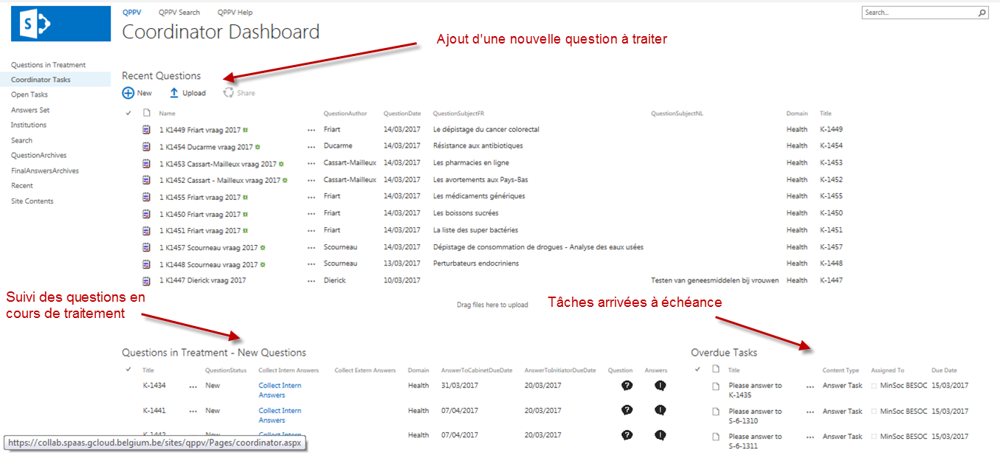 S
QPPV QPPV Search QPPV Help
Search...
Coordinator Dashboard
Ajout d'une nouvelle question à traiter
Questions in Treatment
Coordinator Tasks
Open Tasks
Answers Set
Institutions
Search
QuestionArchives
FinalAnswersArchives
Recent
Site Contents
Recent Questions
New Upload Share
Name QuestionAuthor QuestionDate QuestionSubjectFR QuestionSubjectNL Domain Title
1 K1449 Friart vraag 2017 ... Friart 14/03/2017 Le dépistage du cancer colorectal Health K-1449
1 K1454 Ducarme vraag 2017 ... Ducarme 14/03/2017 Résistance aux antibiotiques Health K-1454
1 K1453 Cassart-Mailleux vraag 2017 ... Cassart-Mailleux 14/03/2017 Les pharmacies en ligne Health K-1453
1 K1452 Cassart - Mailleux vraag 2017 ... Cassart-Mailleux 14/03/2017 Les avortements aux Pays-Bas Health K-1452
1 K1455 Friart vraag 2017 ... Friart 14/03/2017 Les médicaments génériques Health K-1455
1 K1450 Friart vraag 2017 ... Friart 14/03/2017 Les boissons sucrées Health K-1450
1 K1451 Friart vraag 2017 ... Friart 14/03/2017 La liste des super bactéries Health K-1451
1 K1457 Scourneau vraag 2017 ... Scourneau 14/03/2017 Dépistage de consommation de drogues - Analyse des eaux usées Health K-1457
1 K1448 Scourneau vraag 2017 ... Scourneau 13/03/2017 Perturbateurs endocriniens Health K-1448
1 K1447 Dierick vraag 2017 ... Dierick 10/03/2017 Testen van geneesmiddelen bij vrouwen Health K-1447
Drag files here to upload
Suivi des questions en
cours de traitement
Tâches arrivées à échéance
Questions in Treatment - New Questions
Title QuestionStatus Collect Intern Answers Collect Extern Answers Domain AnswerToCabinetDueDate AnswerToInitiatorDueDate Question Answers
K-1434 ... New Collect Intern Health 31/03/2017 20/03/2017 ? !
Answers
K-1441 ... New Collect Intern Health 07/04/2017 20/03/2017 ? !
Answers
K-1442 ... New Collect Intern Health 07/04/2017 20/03/2017 ? !
Overdue Tasks
Title Content Type Assigned To Due Date
Please answer to ... Answer Task MinSoc BESOC 15/03/2017
K-1435
Please answer to ... Answer Task MinSoc BESOC 15/03/2017
S-6-1310
Please answer to ... Answer Task MinSoc BESOC 15/03/2017
S-6-1311
https://collab.spaas.gcloud.belgium.be/sites/qppv/Pages/coordinator.aspx